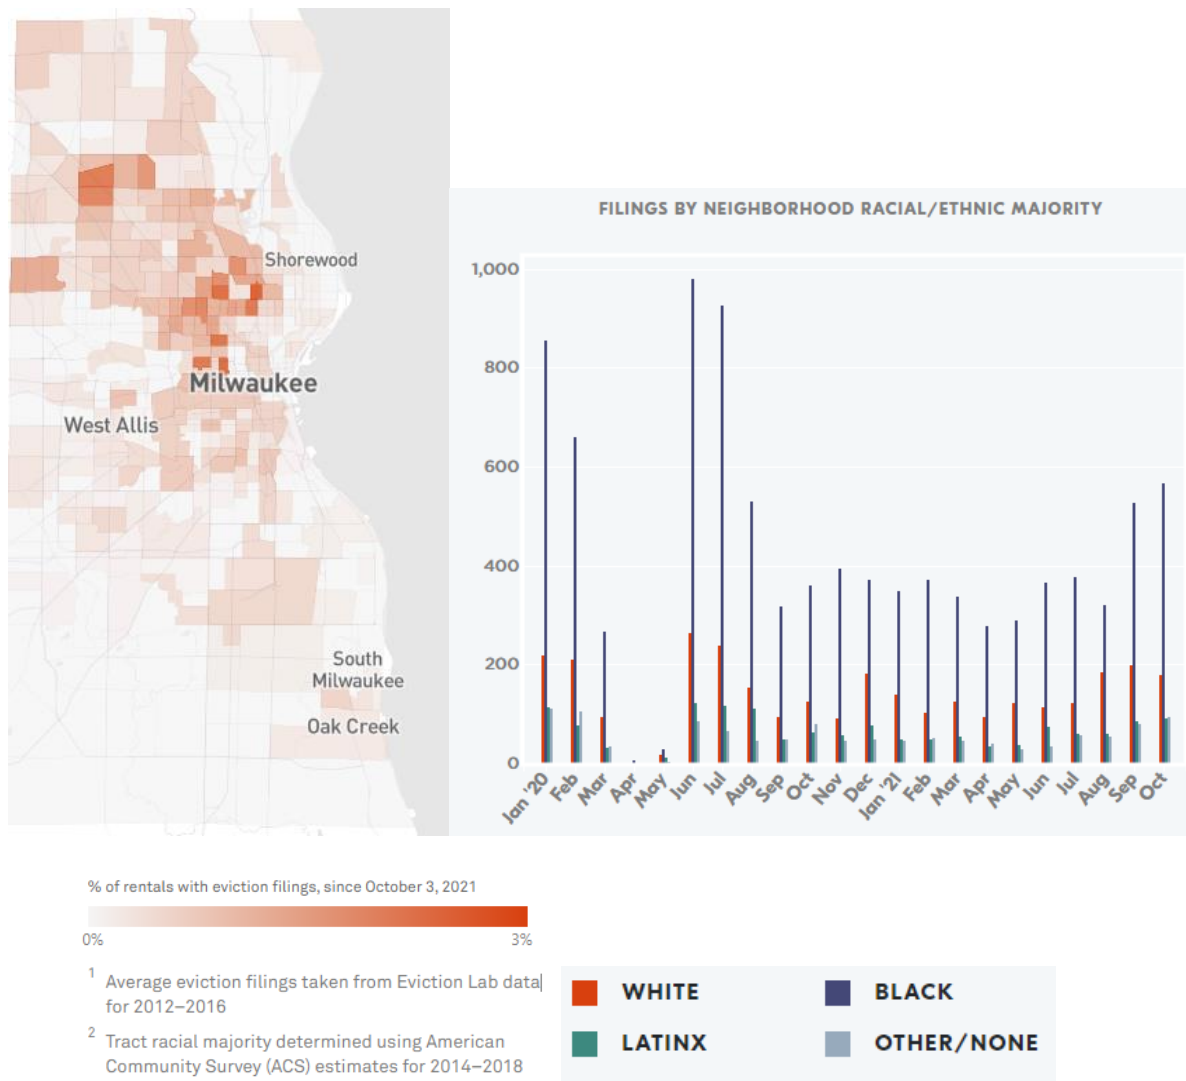 Shorewood
Milwaukee
West Allis
South
Milwaukee
Oak Creek
FILINGS BY NEIGHBORHOOD RACIAL/ETHNIC MAJORITY
1,000
800
600
400
200
0
Jan '20
Feb
Mar
Apr
May
Jun
Jul
Aug
Sep
Oct
Nov
Dec
Jan '21
Feb
Mar
Apr
May
Jun
Jul
Aug
Sep
Oct
% of rentals with eviction filings, since October 3, 2021
0%
3%
1 Average eviction filings taken from Eviction Lab data
for 2012–2016
2 Tract racial majority determined using American
Community Survey (ACS) estimates for 2014–2018
WHITE
BLACK
LATINX
OTHER/NONE